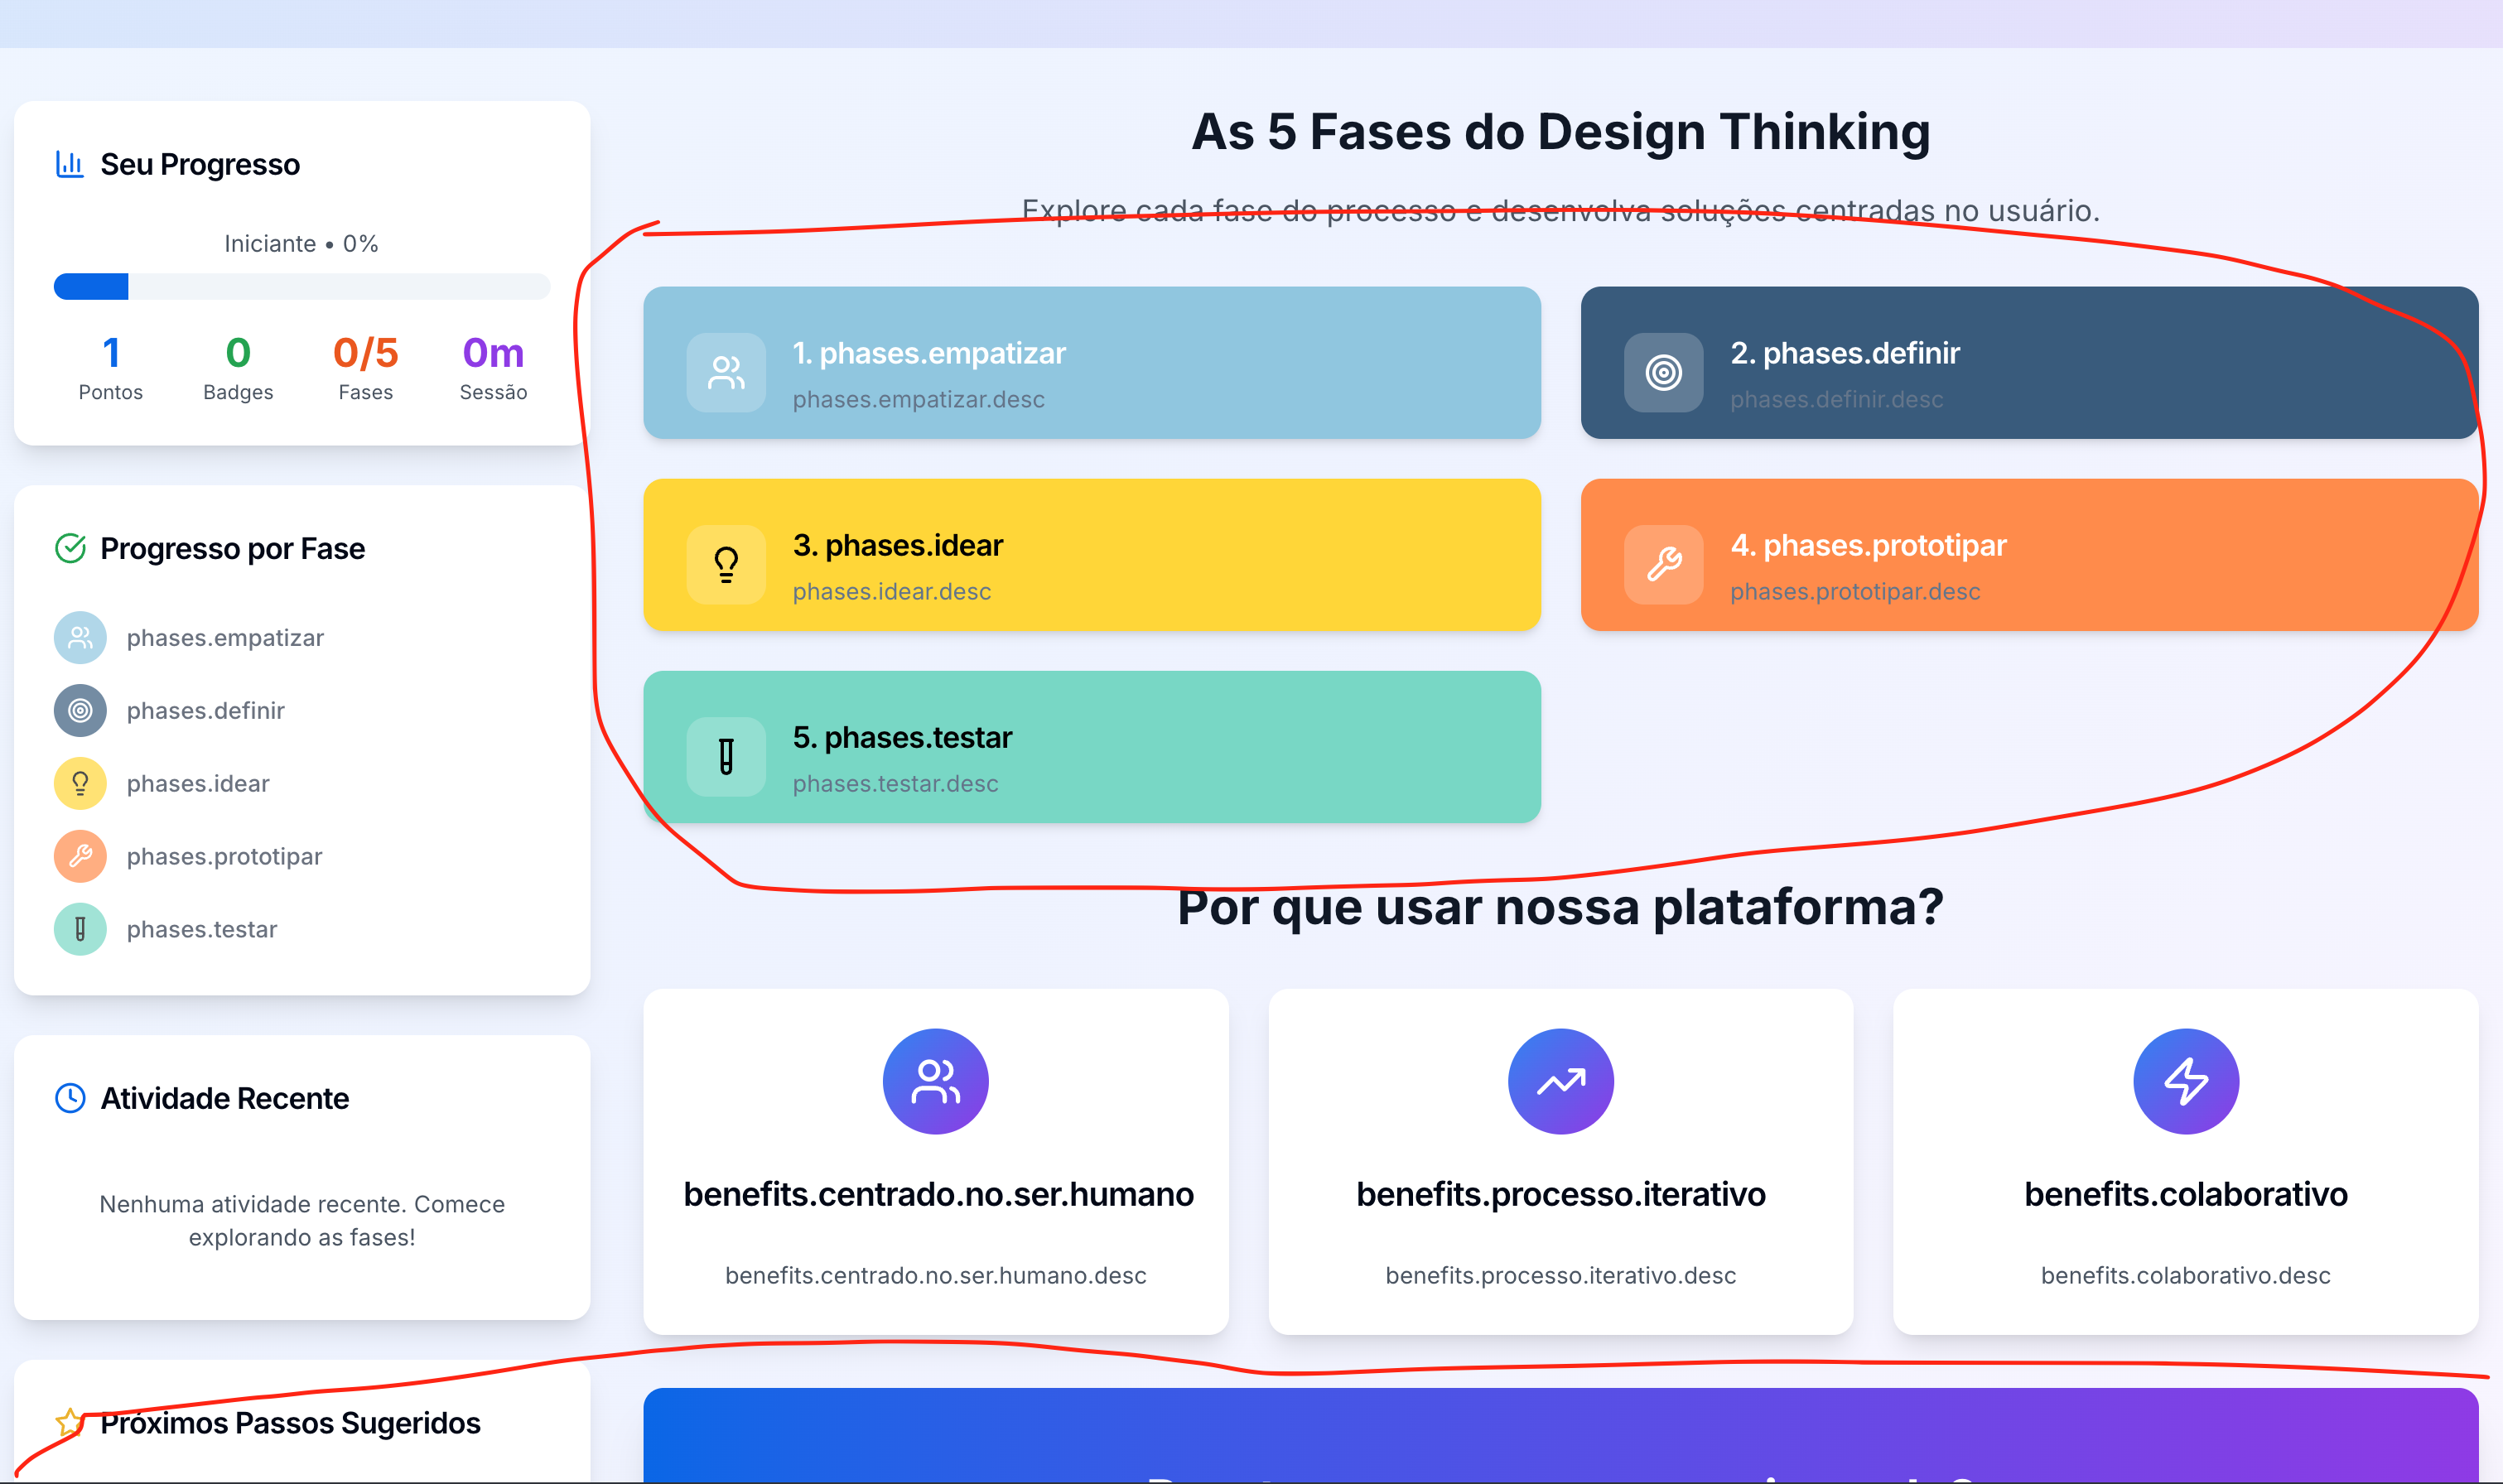 Seu Progresso
Iniciante • 0%
1
Pontos
0
Badges
0/5
Fases
0m
Sessão
Progresso por Fase
phases.empatizar
phases.definir
phases.idear
phases.prototipar
phases.testar
Atividade Recente
Nenhuma atividade recente. Comece
explorando as fases!
Próximos Passos Sugeridos
As 5 Fases do Design Thinking
Explore cada fase do processo e desenvolva soluções centradas no usuário.
1. phases.empatizar
phases.empatizar.desc
2. phases.definir
phases.definir.desc
3. phases.idear
phases.idear.desc
4. phases.prototipar
phases.prototipar.desc
5. phases.testar
phases.testar.desc
Por que usar nossa plataforma?
benefits.centrado.no.ser.humano
benefits.centrado.no.ser.humano.desc
benefits.processo.iterativo
benefits.processo.iterativo.desc
benefits.colaborativo
benefits.colaborativo.desc